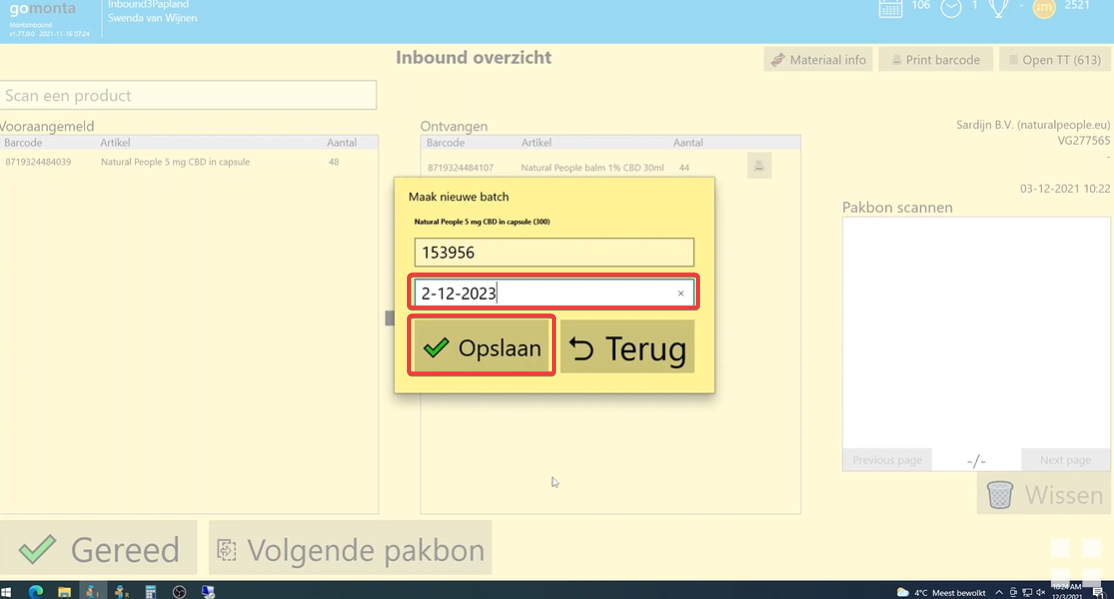 gomonta
MontaInbound
v1.77.0.0 2021-11-16 07:24
Inbound3Papland
Swenda van Wijnen
106
1
-
2521
Inbound overzicht
Materiaal info
Print barcode
Open TT (613)
Scan een product
Vooraangemeld
Barcode Artikel Aantal
8719324484039 Natural People 5 mg CBD in capsule 48
Ontvangen
Barcode Artikel Aantal
8719324484107 Natural People balm 1% CBD 30ml 44
Sardijn B.V. (naturalpeople.eu)
VG277565
-
03-12-2021 10:22
Pakbon scannen
Maak nieuwe batch
Natural People 5 mg CBD in capsule (300)
153956
2-12-2023
Opslaan
Terug
Previous page
-/-
Next page
Wissen
Gereed
Volgende pakbon
4°C Meest bewolkt
10:24 AM
12/3/2021